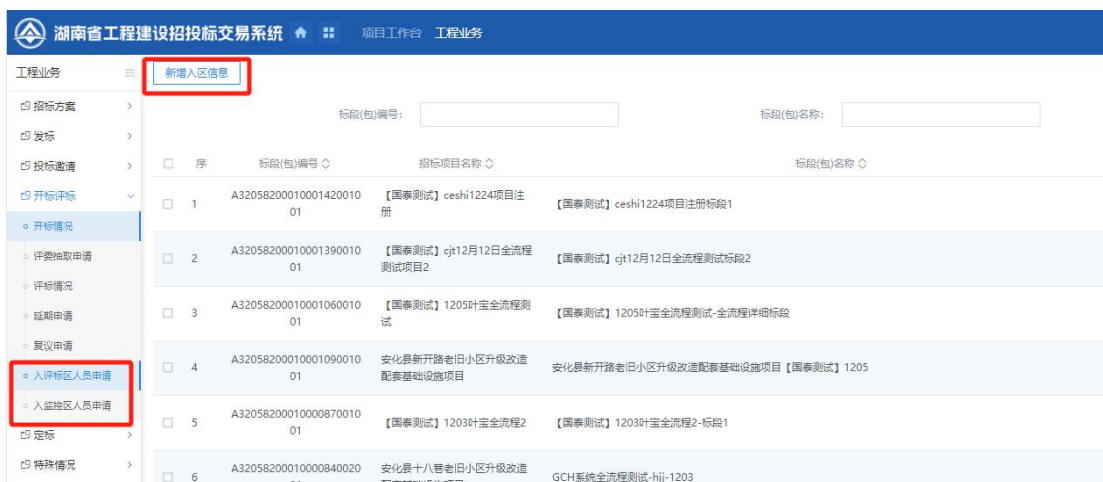 湖南省工程建设招投标交易系统 项目工作台 工程业务
工程业务
新增入区信息
招标方案
发标
投标邀请
开标评标
开标情况
评委抽取申请
评标情况
延期申请
复议申请
入评标区人员申请
入监控区人员申请
定标
特殊情况
标段(包)编号: 标段(包)名称:
序 标段(包)编号 招标项目名称 标段(包)名称
1 A32058200010001420010 【国泰测试】ceshi1224项目注 【国泰测试】ceshi1224项目注册标段1
01 册
2 A32058200010001390010 【国泰测试】cjt12月12日全流程 【国泰测试】cjt12月12日全流程测试标段2
01 测试项目2
3 A32058200010001060010 【国泰测试】1205叶宝全流程测 【国泰测试】1205叶宝全流程测试-全流程详细标段
01 试
4 A32058200010001090010 安化县新开路老旧小区升级改造 安化县新开路老旧小区升级改造配套基础设施项目【国泰测试】1205
01 配套基础设施项目
5 A32058200010000870010 【国泰测试】1203叶宝全流程2 【国泰测试】1203叶宝全流程2-标段1
01
6 A32058200010000840020 安化县十八巷老旧小区升级改造 GCH系统全流程测试-hjj-1203